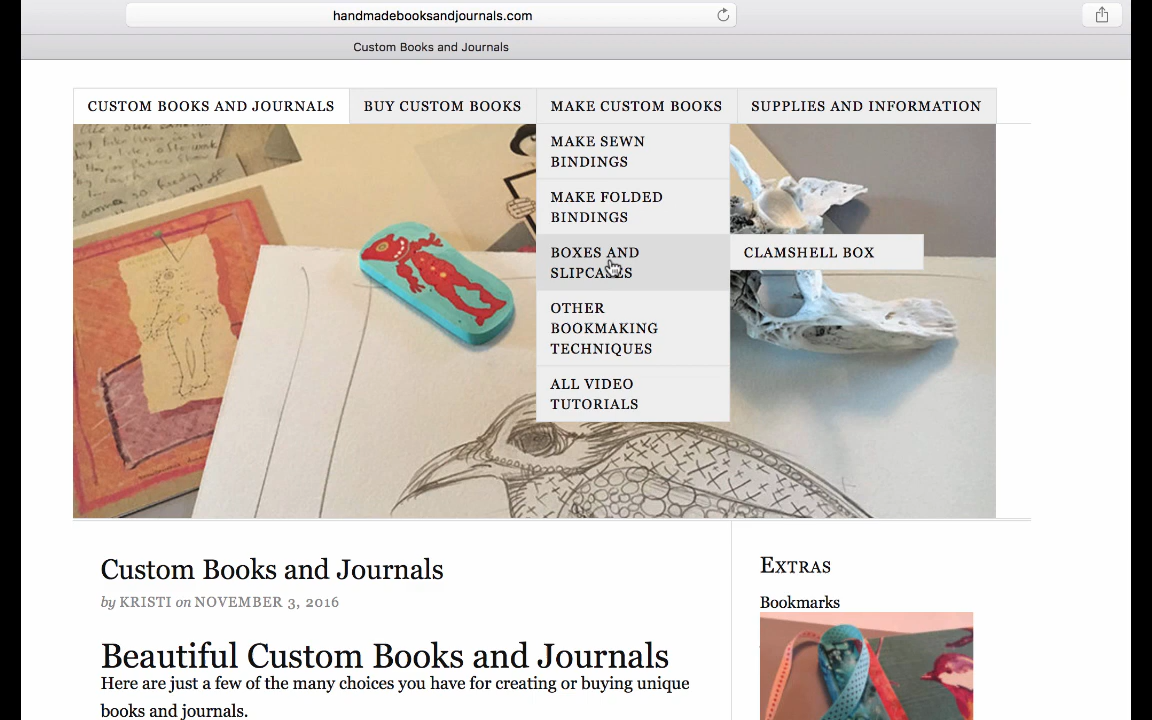 handmadebooksandjournals.com
Custom Books and Journals
CUSTOM BOOKS AND JOURNALS
BUY CUSTOM BOOKS
MAKE CUSTOM BOOKS
SUPPLIES AND INFORMATION
MAKE SEWN
BINDINGS
MAKE FOLDED
BINDINGS
BOXES AND
SLIPCASES
CLAMSHELL BOX
OTHER
BOOKMAKING
TECHNIQUES
ALL VIDEO
TUTORIALS
Custom Books and Journals
by KRISTI on NOVEMBER 3, 2016
Beautiful Custom Books and Journals
Here are just a few of the many choices you have for creating or buying unique
books and journals.
EXTRAS
Bookmarks